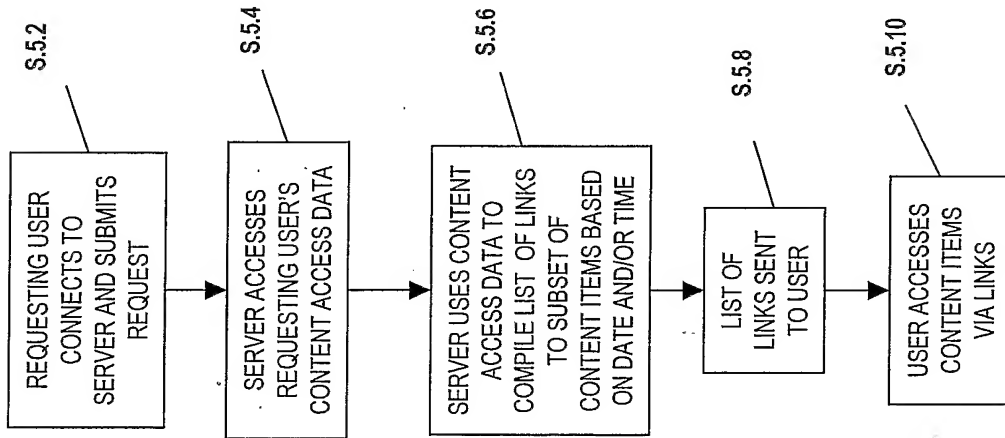 REQUESTING USER
CONNECTS TO
SERVER AND SUBMITS
REQUEST
S.5.2
SERVER ACCESSES
REQUESTING USER'S
CONTENT ACCESS DATA
S.5.4
SERVER USES CONTENT
ACCESS DATA TO
COMPILE LIST OF LINKS
TO SUBSET OF
CONTENT ITEMS BASED
ON DATE AND/OR TIME
S.5.6
LIST OF
LINKS SENT
TO USER
S.5.8
USER ACCESSES
CONTENT ITEMS
VIA LINKS
S.5.10